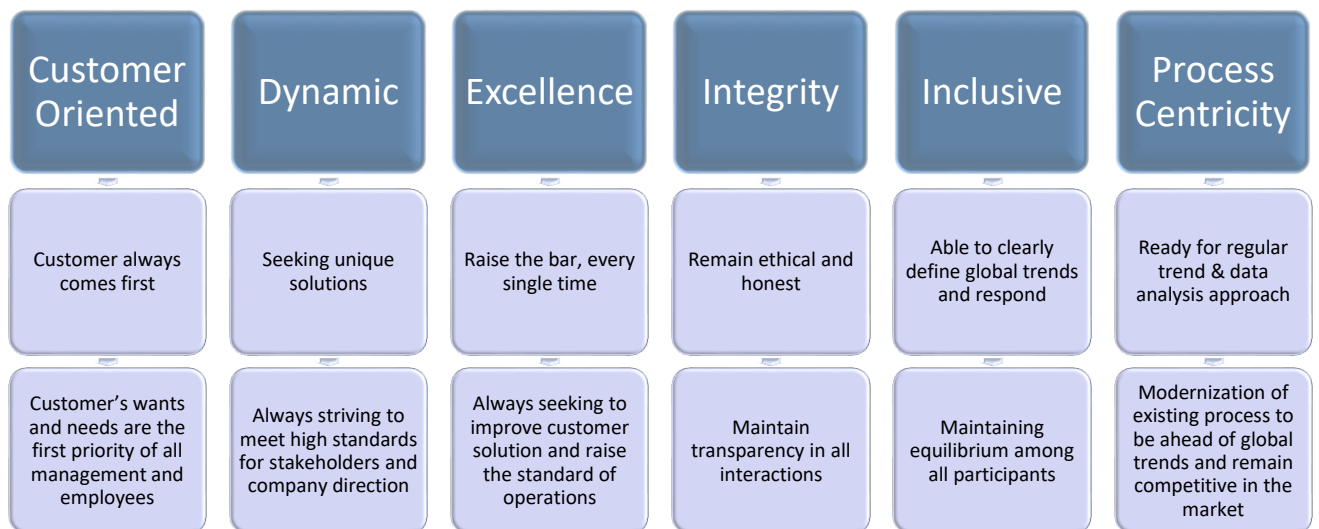 Customer
Oriented
Dynamic
Excellence
Integrity
Inclusive
Process
Centricity
Customer always
comes first
Seeking unique
solutions
Raise the bar, every
single time
Remain ethical and
honest
Able to clearly
define global trends
and respond
Ready for regular
trend & data
analysis approach
Customer’s wants
and needs are the
first priority of all
management and
employees
Always striving to
meet high standards
for stakeholders and
company direction
Always seeking to
improve customer
solution and raise
the standard of
operations
Maintain
transparency in all
interactions
Maintaining
equilibrium among
all participants
Modernization of
existing process to
be ahead of global
trends and remain
competitive in the
market